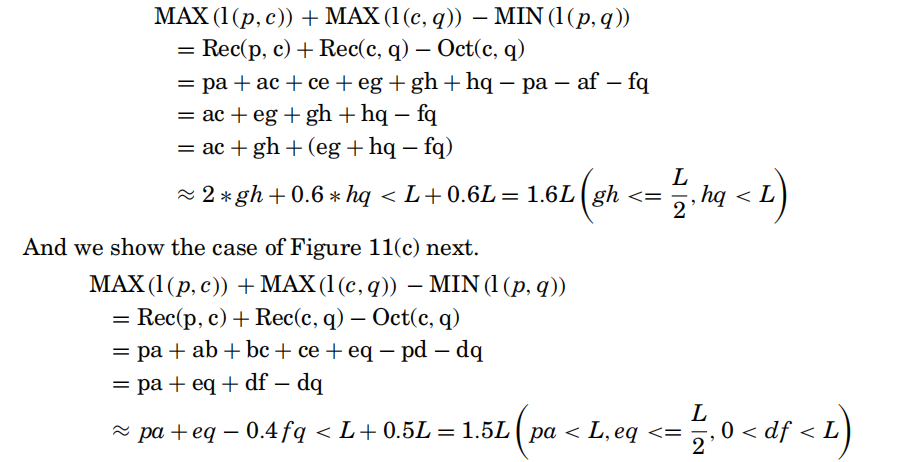 MAX (l (p, c)) + MAX (l (c, q)) − MIN (l (p, q))
= Rec(p, c) + Rec(c, q) − Oct(c, q)
= pa + ac + ce + eg + gh + hq − pa − af − fq
= ac + eg + gh + hq − fq
= ac + gh + (eg + hq − fq)
≈ 2 * gh + 0.6 * hq < L + 0.6L = 1.6L (gh <= L/2, hq < L)
And we show the case of Figure 11(c) next.
MAX (l (p, c)) + MAX (l (c, q)) − MIN (l (p, q))
= Rec(p, c) + Rec(c, q) − Oct(c, q)
= pa + ab + bc + ce + eq − pd − dq
= pa + eq + df − dq
≈ pa + eq − 0.4fq < L + 0.5L = 1.5L (pa < L, eq <= L/2, 0 < df < L)